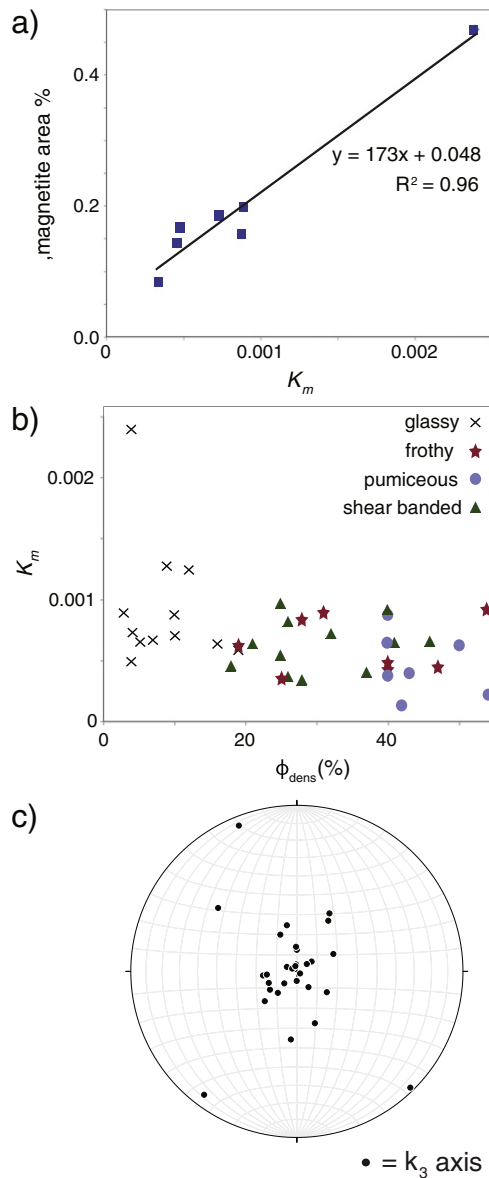 a)
,magnetite area %
0.4
0.2
0.0
y = 173x + 0.048
R² = 0.96
0
0.001
0.002
Kₘ
b)
glassy
frothy
pumiceous
shear banded
Kₘ
0.002
0.001
0
0
20
40
ϕdens(%)
c)
= k₃ axis